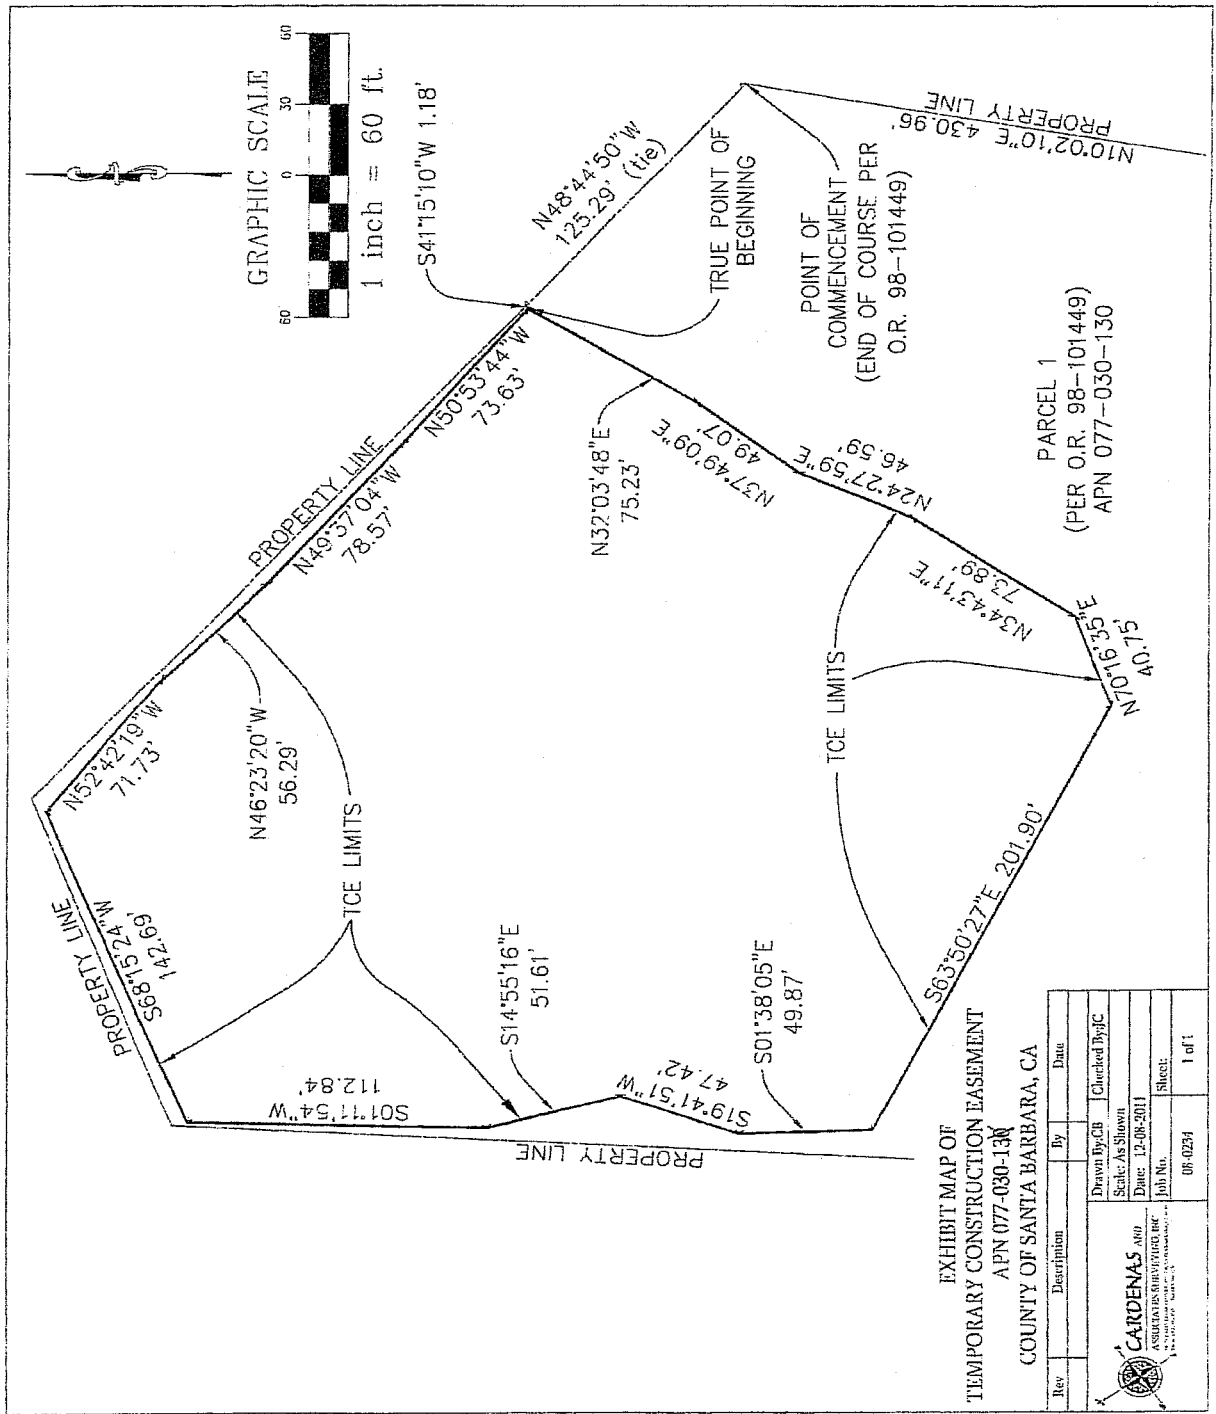 GRAPHIC SCALE
60
0
30
60
1 inch = 60 ft.
S41°15'10"W 1.18'
N48°44'50"W
125.29' (tie)
TRUE POINT OF
BEGINNING
POINT OF
COMMENCEMENT
(END OF COURSE PER
O.R. 98-101449)
N10°02'10"E 430.96'
PROPERTY LINE
PROPERTY LINE
N50°53'44"W
73.63'
N49°37'04"W
78.57'
N46°23'20"W
56.29'
N52°42'19"W
71.73'
TCE LIMITS
PROPERTY LINE
S68°15'24"W
142.69'
S01°11'54"W
112.84'
PROPERTY LINE
S14°55'16"E
51.61'
S19°41'51"W
47.42'
S01°38'05"E
49.87'
S63°50'27"E 201.90'
TCE LIMITS
N70°16'35"E
40.75'
N34°43'11"E
73.89'
N24°27'59"E
46.59'
N37°49'09"E
49.07'
N32°03'48"E
75.23'
PARCEL 1
(PER O.R. 98-101449)
APN 077-030-130
EXHIBIT MAP OF
TEMPORARY CONSTRUCTION EASEMENT
APN 077-030-13
COUNTY OF SANTA BARBARA, CA
Rev Description By Date
CARDENAS AND
ASSOCIATES SURVEYING, INC
Drawn By:CB Checked By:JC
Scale: As Shown
Date: 12-08-2011
Job No. Sheet:
08-0234 1 of 1